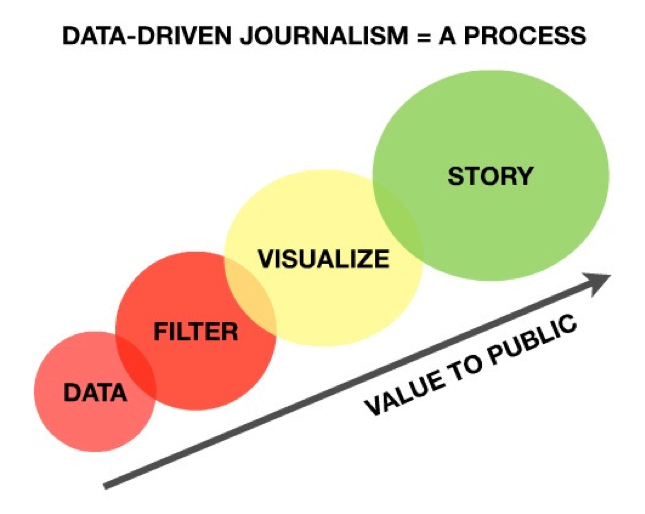 DATA-DRIVEN JOURNALISM = A PROCESS
STORY
VISUALIZE
FILTER
DATA
VALUE TO PUBLIC